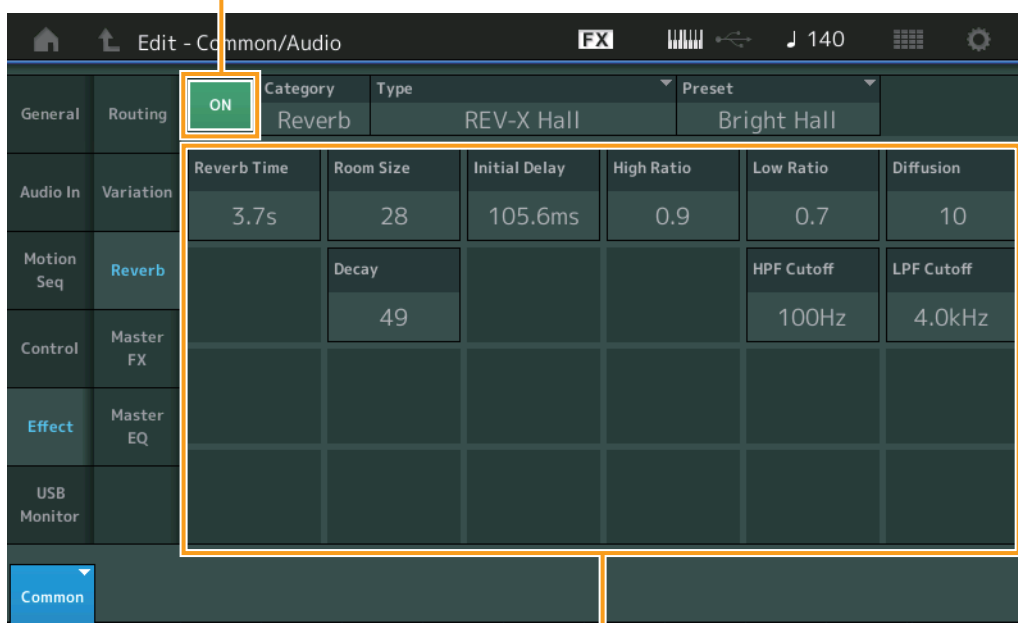 Edit - Common/Audio FX ♩ 140
General Routing ON Category Type Preset
Reverb REV-X Hall Bright Hall
Audio In Variation Reverb Time Room Size Initial Delay High Ratio Low Ratio Diffusion
3.7s 28 105.6ms 0.9 0.7 10
Motion
Seq
Reverb Decay HPF Cutoff LPF Cutoff
49 100Hz 4.0kHz
Control Master
FX
Effect Master
EQ
USB
Monitor
Common